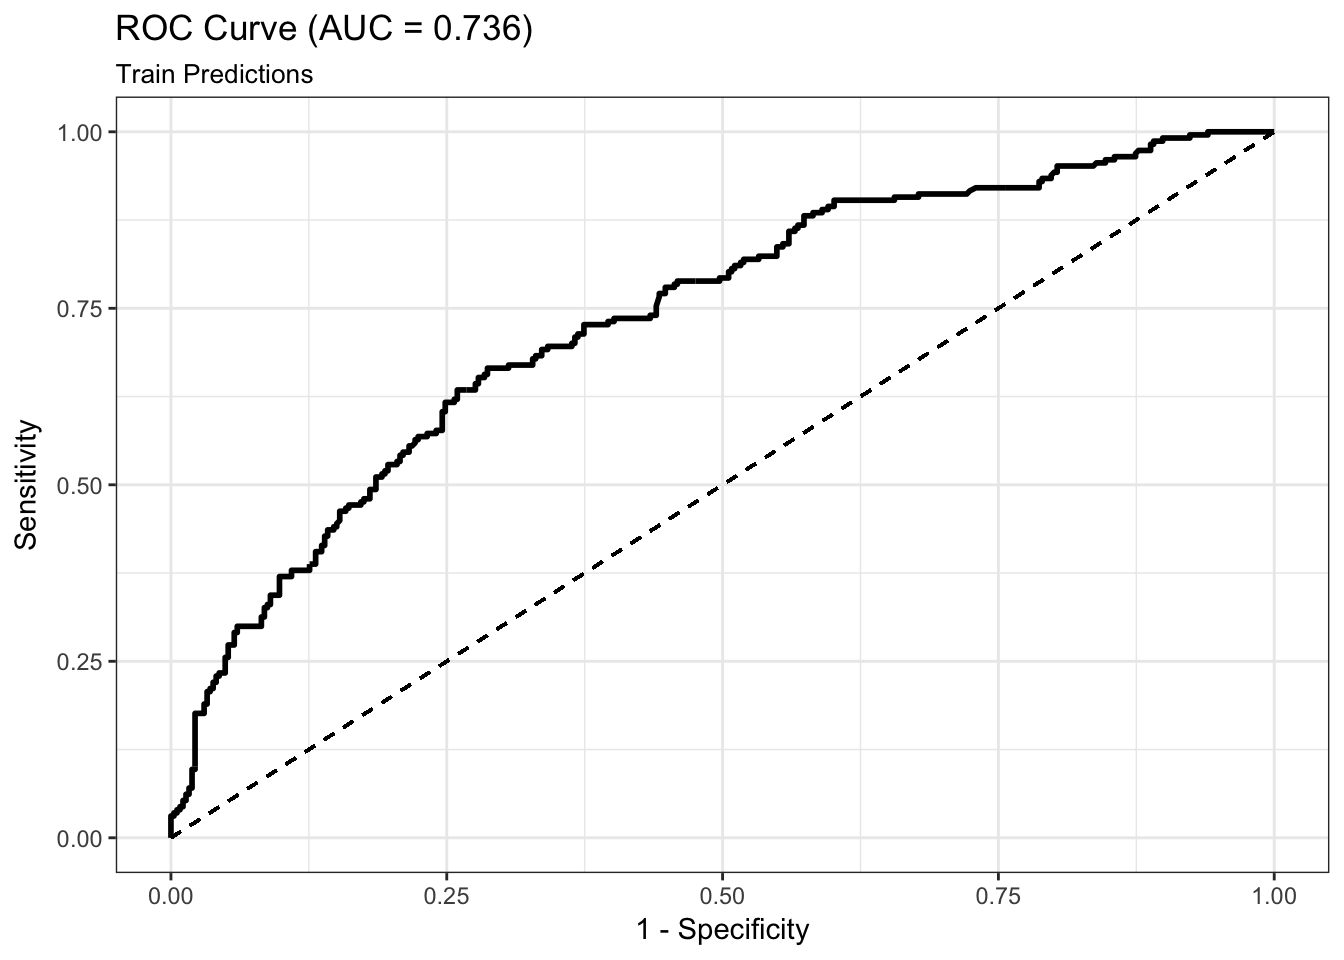 ROC Curve (AUC = 0.736)
Train Predictions
1.00
0.75
0.50
0.25
0.00
Sensitivity
0.00 0.25 0.50 0.75 1.00
1 - Specificity